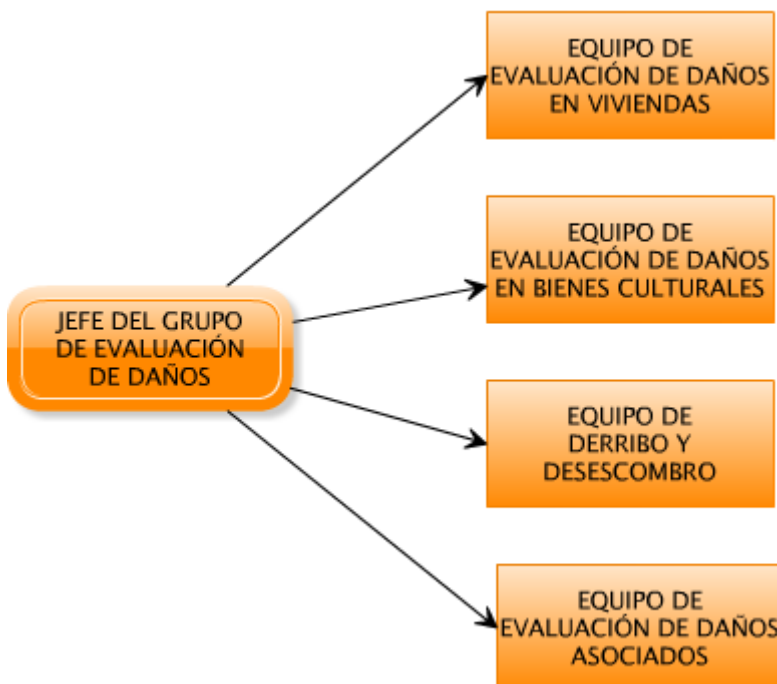 EQUIPO DE
EVALUACIÓN DE DAÑOS
EN VIVIENDAS
EQUIPO DE
EVALUACIÓN DE DAÑOS
EN BIENES CULTURALES
JEFE DEL GRUPO
DE EVALUACIÓN
DE DAÑOS
EQUIPO DE
DERRIBO Y
DESESCOMBRO
EQUIPO DE
EVALUACIÓN DE DAÑOS
ASOCIADOS